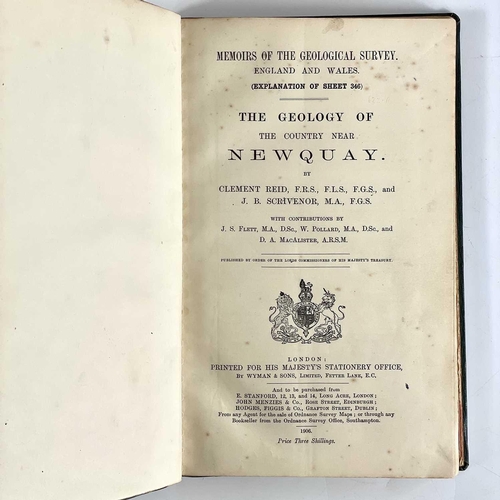 MEMOIRS OF THE GEOLOGICAL SURVEY.
ENGLAND AND WALES.
(EXPLANATION OF SHEET 346)
THE GEOLOGY OF
THE COUNTRY NEAR
NEWQUAY.
BY
CLEMENT REID, F.R.S., F.L.S., F.G.S., and
J. B. SCRIVENOR, M.A., F.G.S.
WITH CONTRIBUTIONS BY
J. S. FLETT, M.A., D.Sc., W. POLLARD, M.A., D.Sc., and
D. A. MACALISTER, A.R.S.M.
PUBLISHED BY ORDER OF THE LORDS COMMISSIONERS OF HIS MAJESTY'S TREASURY.
LONDON:
PRINTED FOR HIS MAJESTY'S STATIONERY OFFICE,
BY WYMAN & SONS, LIMITED, FETTER LANE, E.C.
And to be purchased from
E. STANFORD, 12, 13, and 14, LONG ACRE, LONDON;
JOHN MENZIES & Co., ROSE STREET, EDINBURGH;
HODGES, FIGGIS & Co., GRAFTON STREET, DUBLIN;
From any Agent for the sale of Ordnance Survey Maps; or through any
Bookseller from the Ordnance Survey Office, Southampton.
1906.
Price Three Shillings.